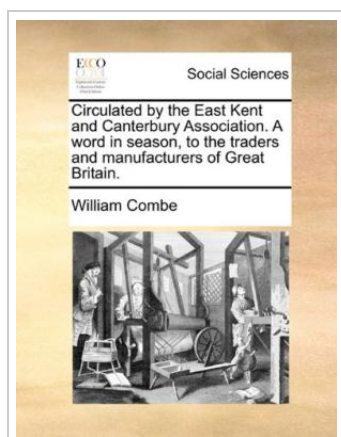 ECCO
Social Sciences
Circulated by the East Kent
and Canterbury Association. A
word in season, to the traders
and manufacturers of Great
Britain.
William Combe